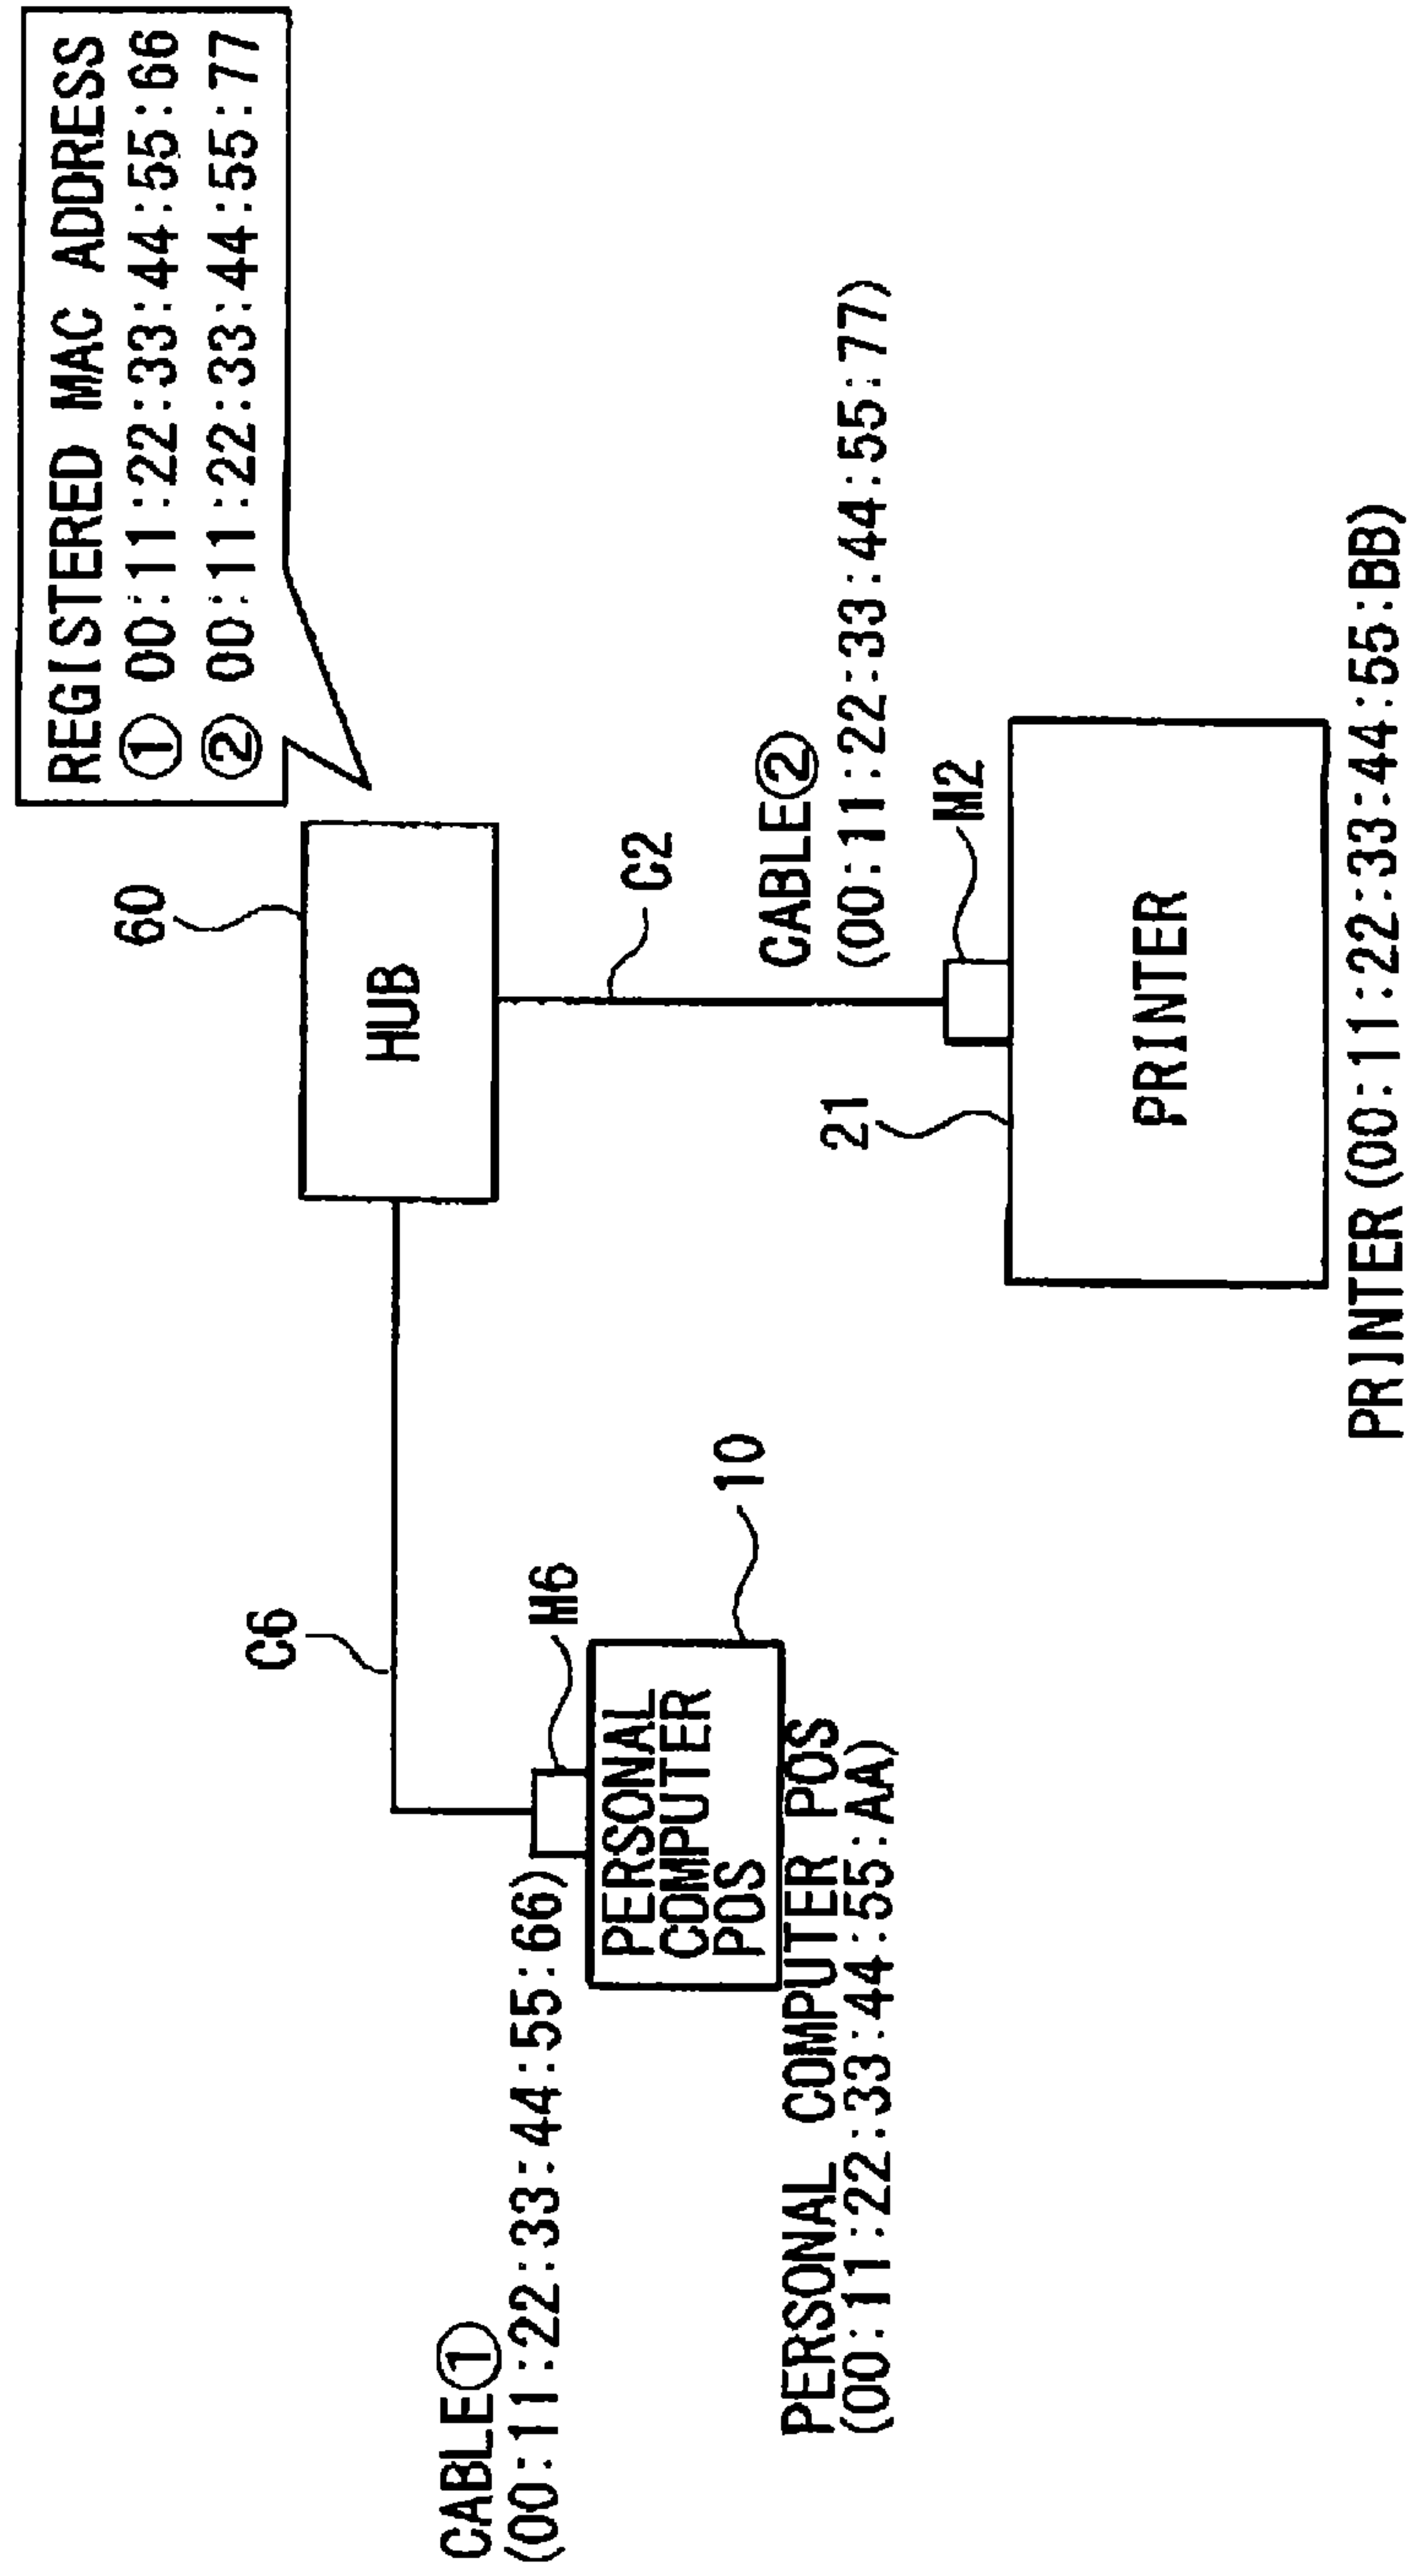 REGISTERED MAC ADDRESS
① 00:11:22:33:44:55:66
② 00:11:22:33:44:55:77
60
HUB
C6
C2
CABLE①
(00:11:22:33:44:55:66)
M6
PERSONAL
COMPUTER
POS
10
PERSONAL COMPUTER POS
(00:11:22:33:44:55:AA)
CABLE②
(00:11:22:33:44:55:77)
M2
21
PRINTER
PRINTER(00:11:22:33:44:55:BB)